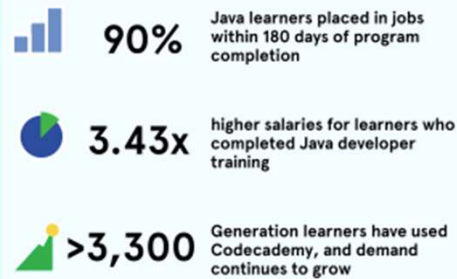 90%
Java learners placed in jobs
within 180 days of program
completion
3.43x
higher salaries for learners who
completed Java developer
training
>3,300
Generation learners have used
Codecademy, and demand
continues to grow